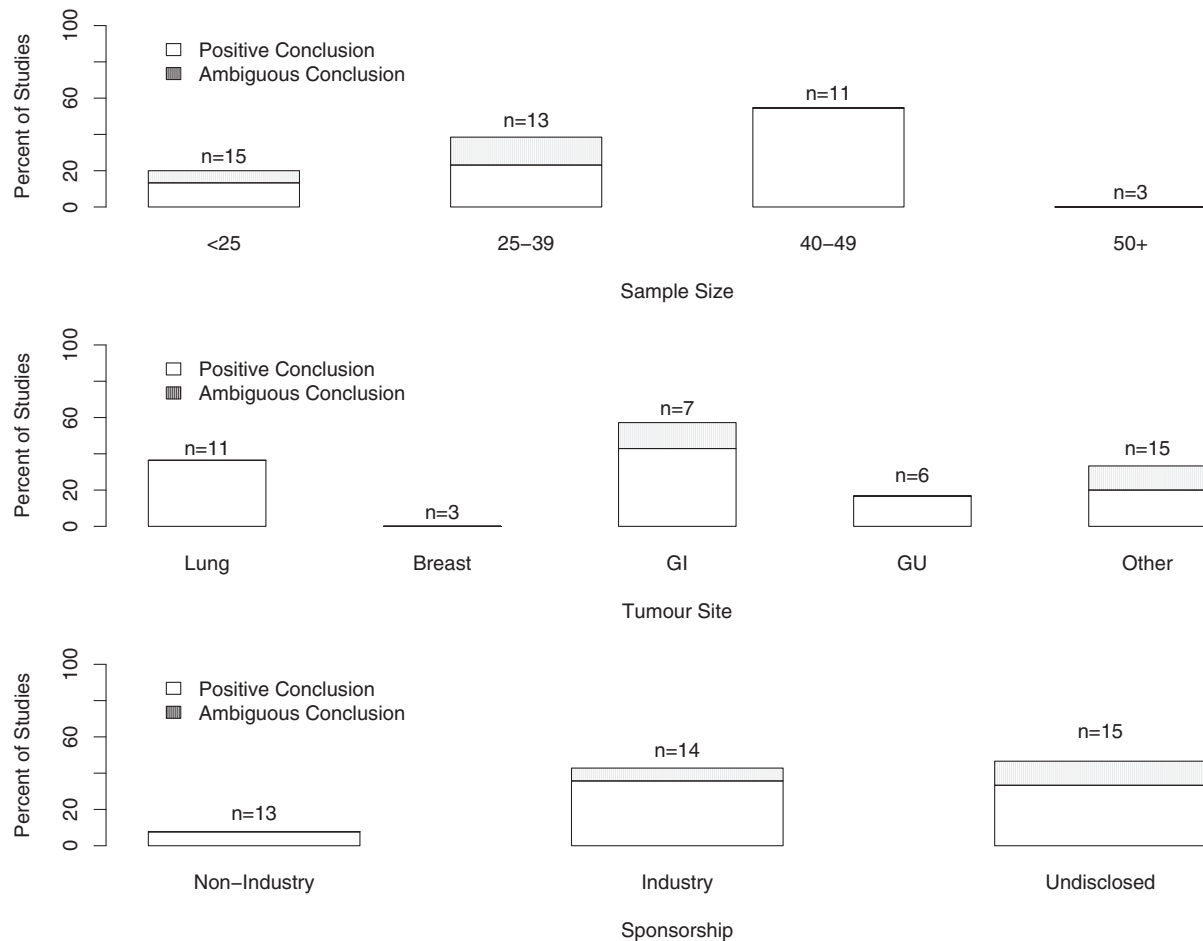 Percent of Studies
0 20 60 100
Positive Conclusion
Ambiguous Conclusion
n=15
n=13
n=11
n=3
<25 25−39 40−49 50+
Sample Size
Percent of Studies
0 20 60 100
Positive Conclusion
Ambiguous Conclusion
n=11
n=3
n=7
n=6
n=15
Lung Breast GI GU Other
Tumour Site
Percent of Studies
0 20 60 100
Positive Conclusion
Ambiguous Conclusion
n=13
n=14
n=15
Non−Industry Industry Undisclosed
Sponsorship